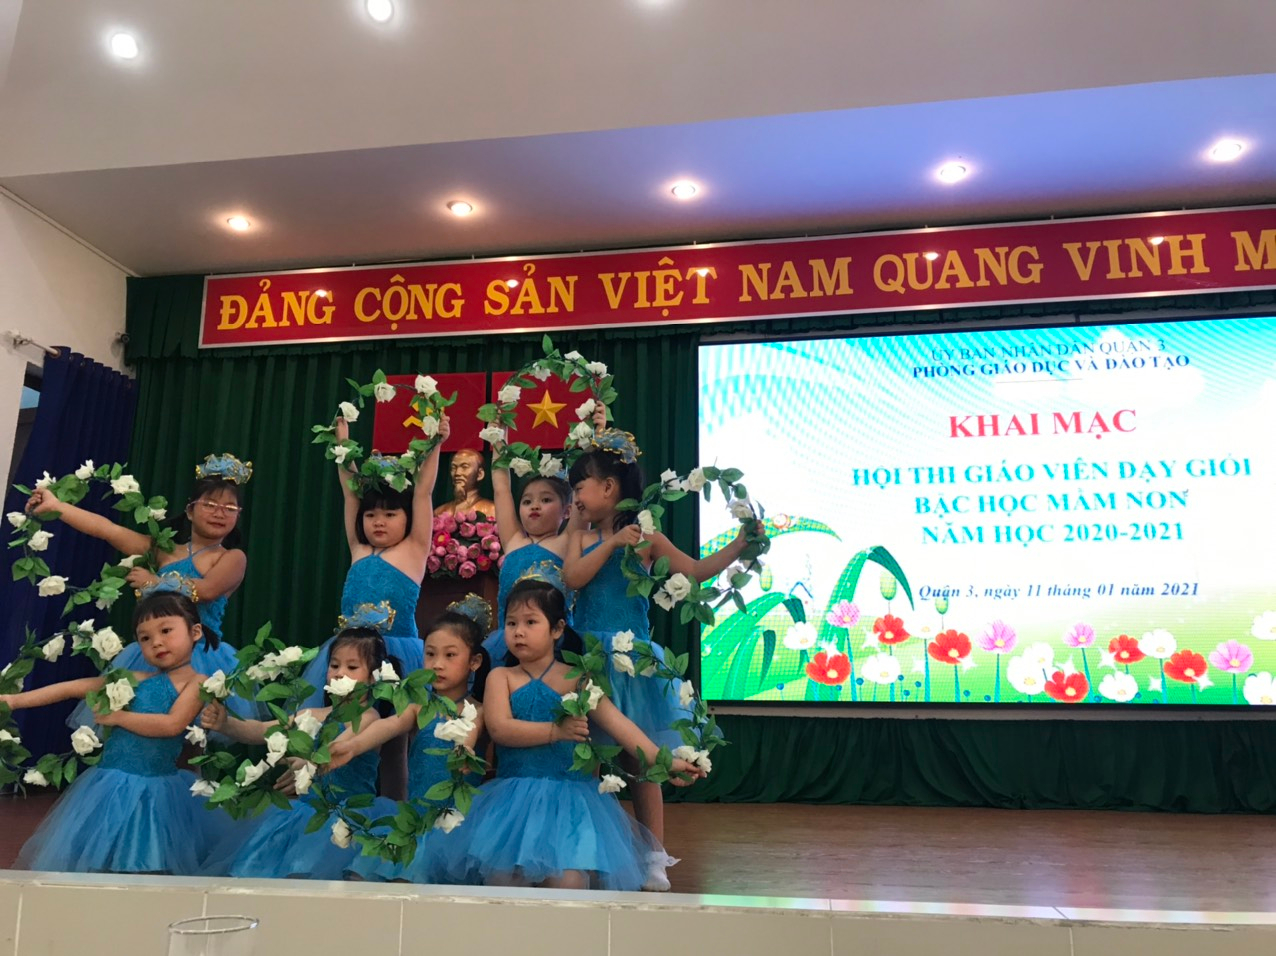 ĐẢNG CỘNG SẢN VIỆT NAM QUANG VINH M
ỦY BAN NHÂN DÂN QUẬN 3
PHÒNG GIÁO DỤC VÀ ĐÀO TẠO
KHAI MẠC
HỘI THI GIÁO VIÊN DẠY GIỎI
BẬC HỌC MẦM NON
NĂM HỌC 2020-2021
Quận 3, ngày 11 tháng 01 năm 2021